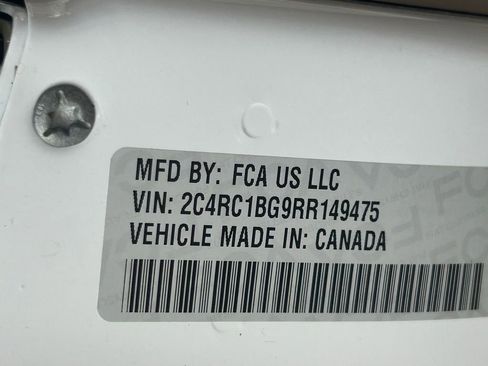 MFD BY: FCA US LLC
VIN: 2C4RC1BG9RR149475
VEHICLE MADE IN: CANADA